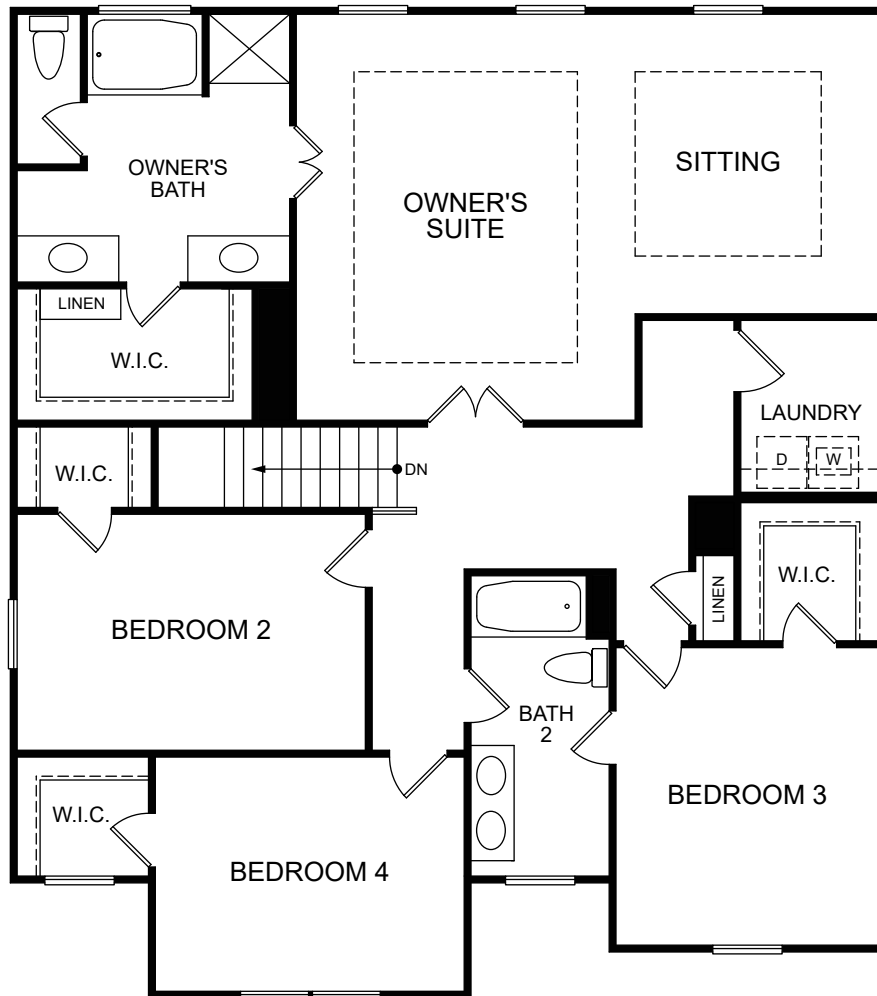 OWNER'S
BATH
OWNER'S
SUITE
SITTING
LINEN
W.I.C.
LAUNDRY
D
W
W.I.C.
DN
W.I.C.
LINEN
BEDROOM 2
BATH
2
BEDROOM 3
W.I.C.
BEDROOM 4